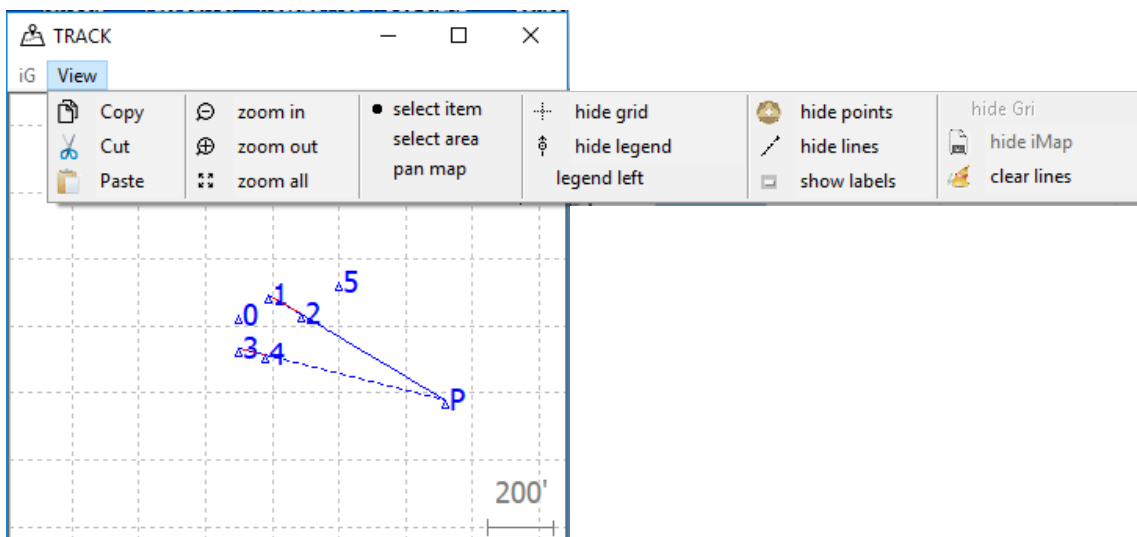 TRACK
iG View
Copy zoom in select item hide grid hide points hide Gri
Cut zoom out select area hide legend hide lines hide iMap
Paste zoom all pan map legend left show labels clear lines
5
1
0 2
3 4
P
200'